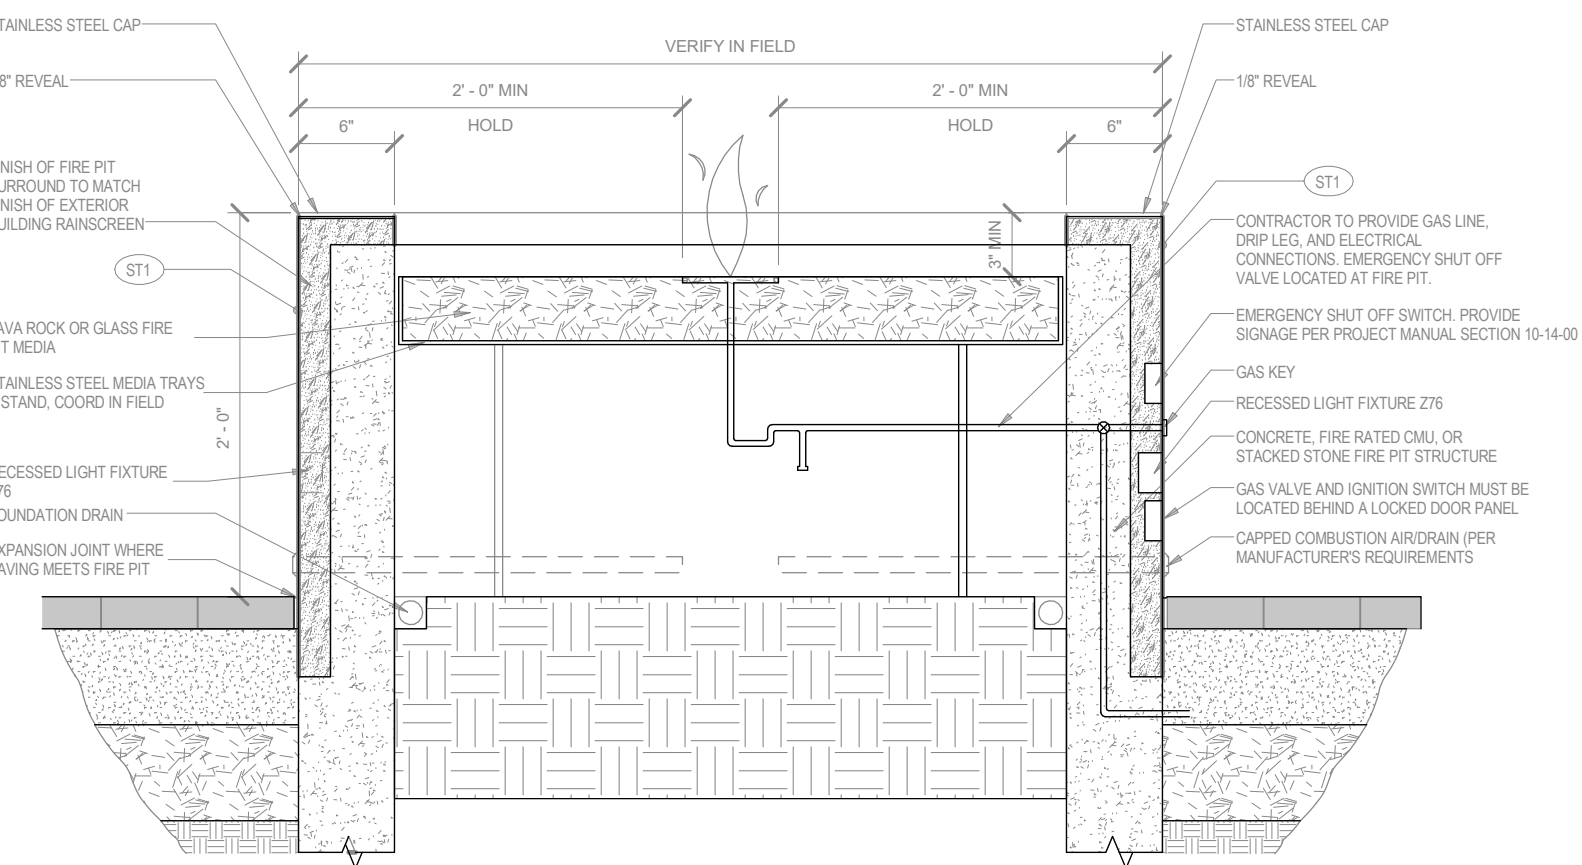 TAINLESS STEEL CAP
8" REVEAL
NISH OF FIRE PIT
URROUND TO MATCH
NISH OF EXTERIOR
UILDING RAINSCREEN
ST1
AVA ROCK OR GLASS FIRE
IT MEDIA
TAINLESS STEEL MEDIA TRAYS
STAND, COORD IN FIELD
2' - 0"
ECESSED LIGHT FIXTURE
76
OUNDATION DRAIN
XPANSION JOINT WHERE
AVING MEETS FIRE PIT
VERIFY IN FIELD
2' - 0" MIN
2' - 0" MIN
6"
HOLD
HOLD
6"
3" MIN
STAINLESS STEEL CAP
1/8" REVEAL
ST1
CONTRACTOR TO PROVIDE GAS LINE,
DRIP LEG, AND ELECTRICAL
CONNECTIONS. EMERGENCY SHUT OFF
VALVE LOCATED AT FIRE PIT.
EMERGENCY SHUT OFF SWITCH. PROVIDE
SIGNAGE PER PROJECT MANUAL SECTION 10-14-00
GAS KEY
RECESSED LIGHT FIXTURE Z76
CONCRETE, FIRE RATED CMU, OR
STACKED STONE FIRE PIT STRUCTURE
GAS VALVE AND IGNITION SWITCH MUST BE
LOCATED BEHIND A LOCKED DOOR PANEL
CAPPED COMBUSTION AIR/DRAIN (PER
MANUFACTURER'S REQUIREMENTS